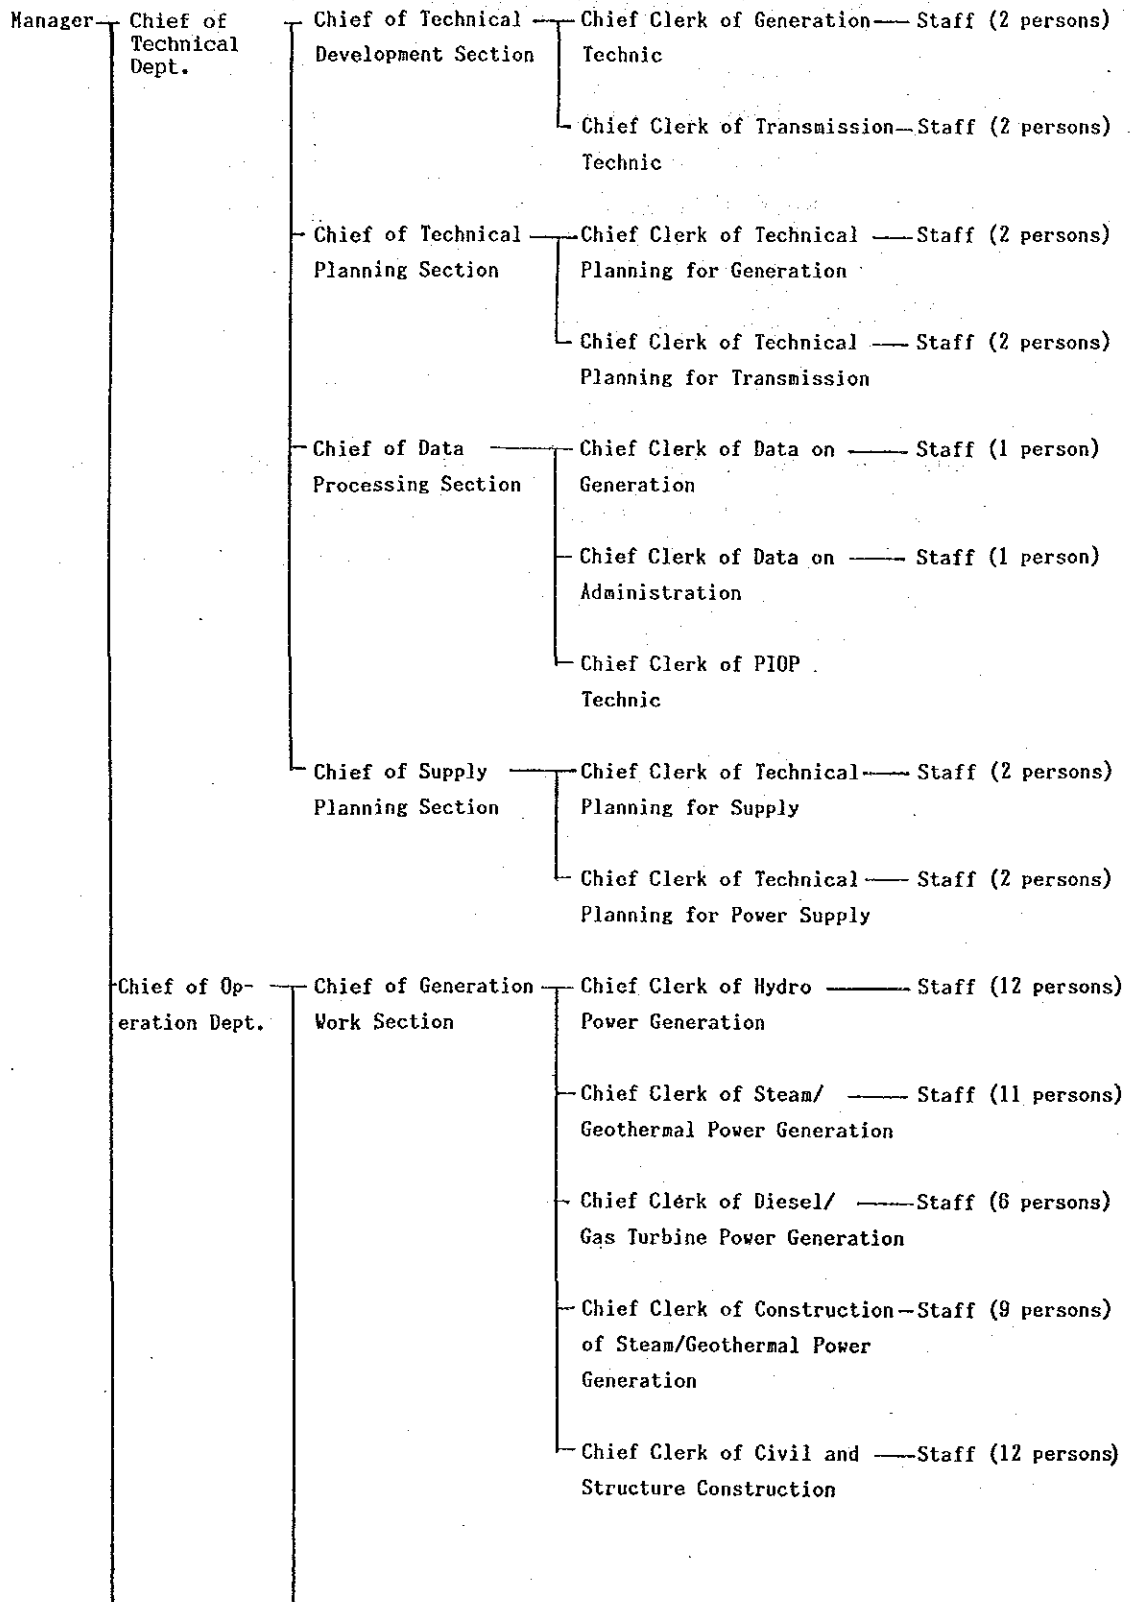 Manager
Chief of
Technical
Dept.
Chief of Technical
Development Section
Chief Clerk of Generation
Technic
Staff (2 persons)
Chief Clerk of Transmission
Technic
Staff (2 persons)
Chief of Technical
Planning Section
Chief Clerk of Technical
Planning for Generation
Staff (2 persons)
Chief Clerk of Technical
Planning for Transmission
Staff (2 persons)
Chief of Data
Processing Section
Chief Clerk of Data on
Generation
Staff (1 person)
Chief Clerk of Data on
Administration
Staff (1 person)
Chief Clerk of PIOP
Technic
Chief of Supply
Planning Section
Chief Clerk of Technical
Planning for Supply
Staff (2 persons)
Chief Clerk of Technical
Planning for Power Supply
Staff (2 persons)
Chief of Op-
eration Dept.
Chief of Generation
Work Section
Chief Clerk of Hydro
Power Generation
Staff (12 persons)
Chief Clerk of Steam/
Geothermal Power Generation
Staff (11 persons)
Chief Clerk of Diesel/
Gas Turbine Power Generation
Staff (6 persons)
Chief Clerk of Construction
of Steam/Geothermal Power
Generation
Staff (9 persons)
Chief Clerk of Civil and
Structure Construction
Staff (12 persons)